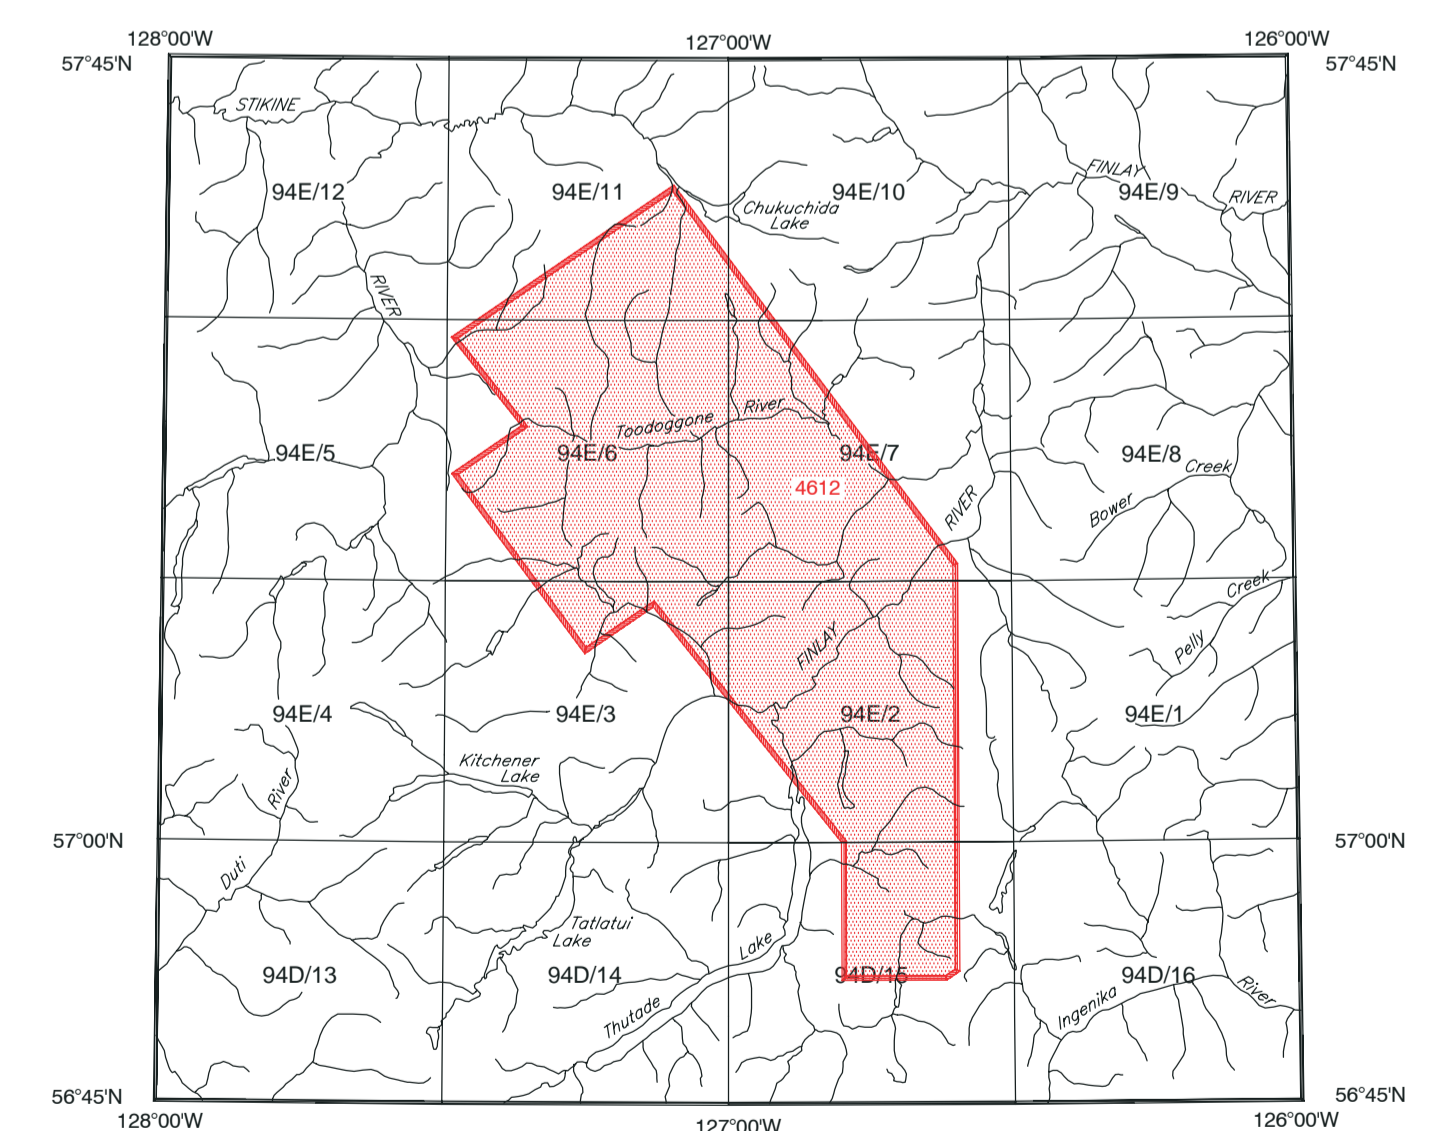 128°00'W
127°00'W
126°00'W
57°45'N
57°45'N
STIKINE
FINLAY
94E/12
94E/11
94E/10
94E/9
RIVER
Chukuchida
Lake
RIVER
River
Toodoggone
94E/5
94E/6
94E/7
94E/8
Creek
4612
Bower
RIVER
Creek
FINLAY
Pelly
94E/4
94E/3
94E/2
94E/1
Kitchener
Lake
River
57°00'N
57°00'N
Duti
Tatlatui
Lake
Lake
94D/13
94D/14
94D/15
94D/16
River
Ingenika
Thutade
56°45'N
56°45'N
128°00'W
127°00'W
126°00'W